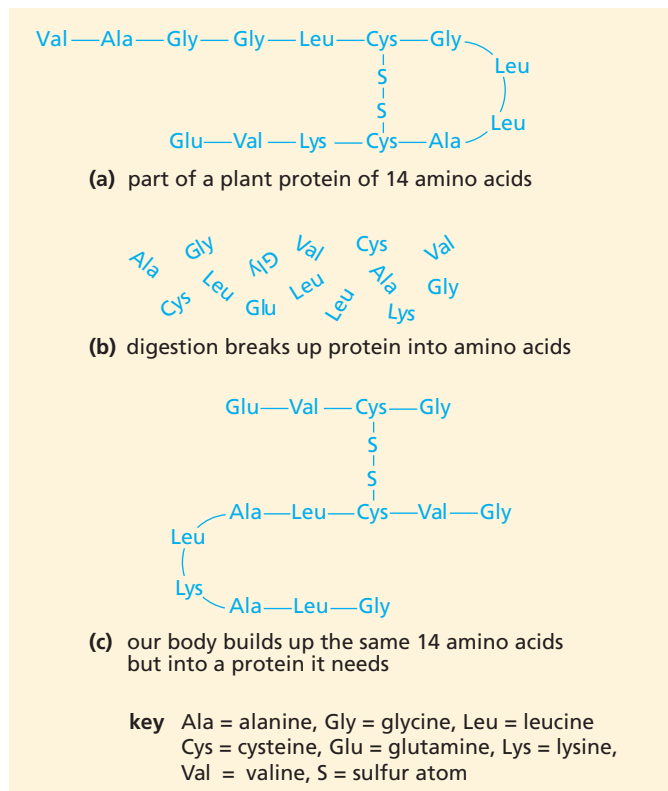 Val—Ala—Gly—Gly—Leu—Cys—Gly
Leu
S
S
Leu
Glu—Val—Lys—Cys—Ala
(a) part of a plant protein of 14 amino acids
Ala Gly Gly Val Cys Val
Cys Leu Glu Leu Leu Ala Lys Gly
(b) digestion breaks up protein into amino acids
Glu—Val—Cys—Gly
S
S
Ala—Leu—Cys—Val—Gly
Leu
Lys
Ala—Leu—Gly
(c) our body builds up the same 14 amino acids
but into a protein it needs
key Ala = alanine, Gly = glycine, Leu = leucine
Cys = cysteine, Glu = glutamine, Lys = lysine,
Val = valine, S = sulfur atom